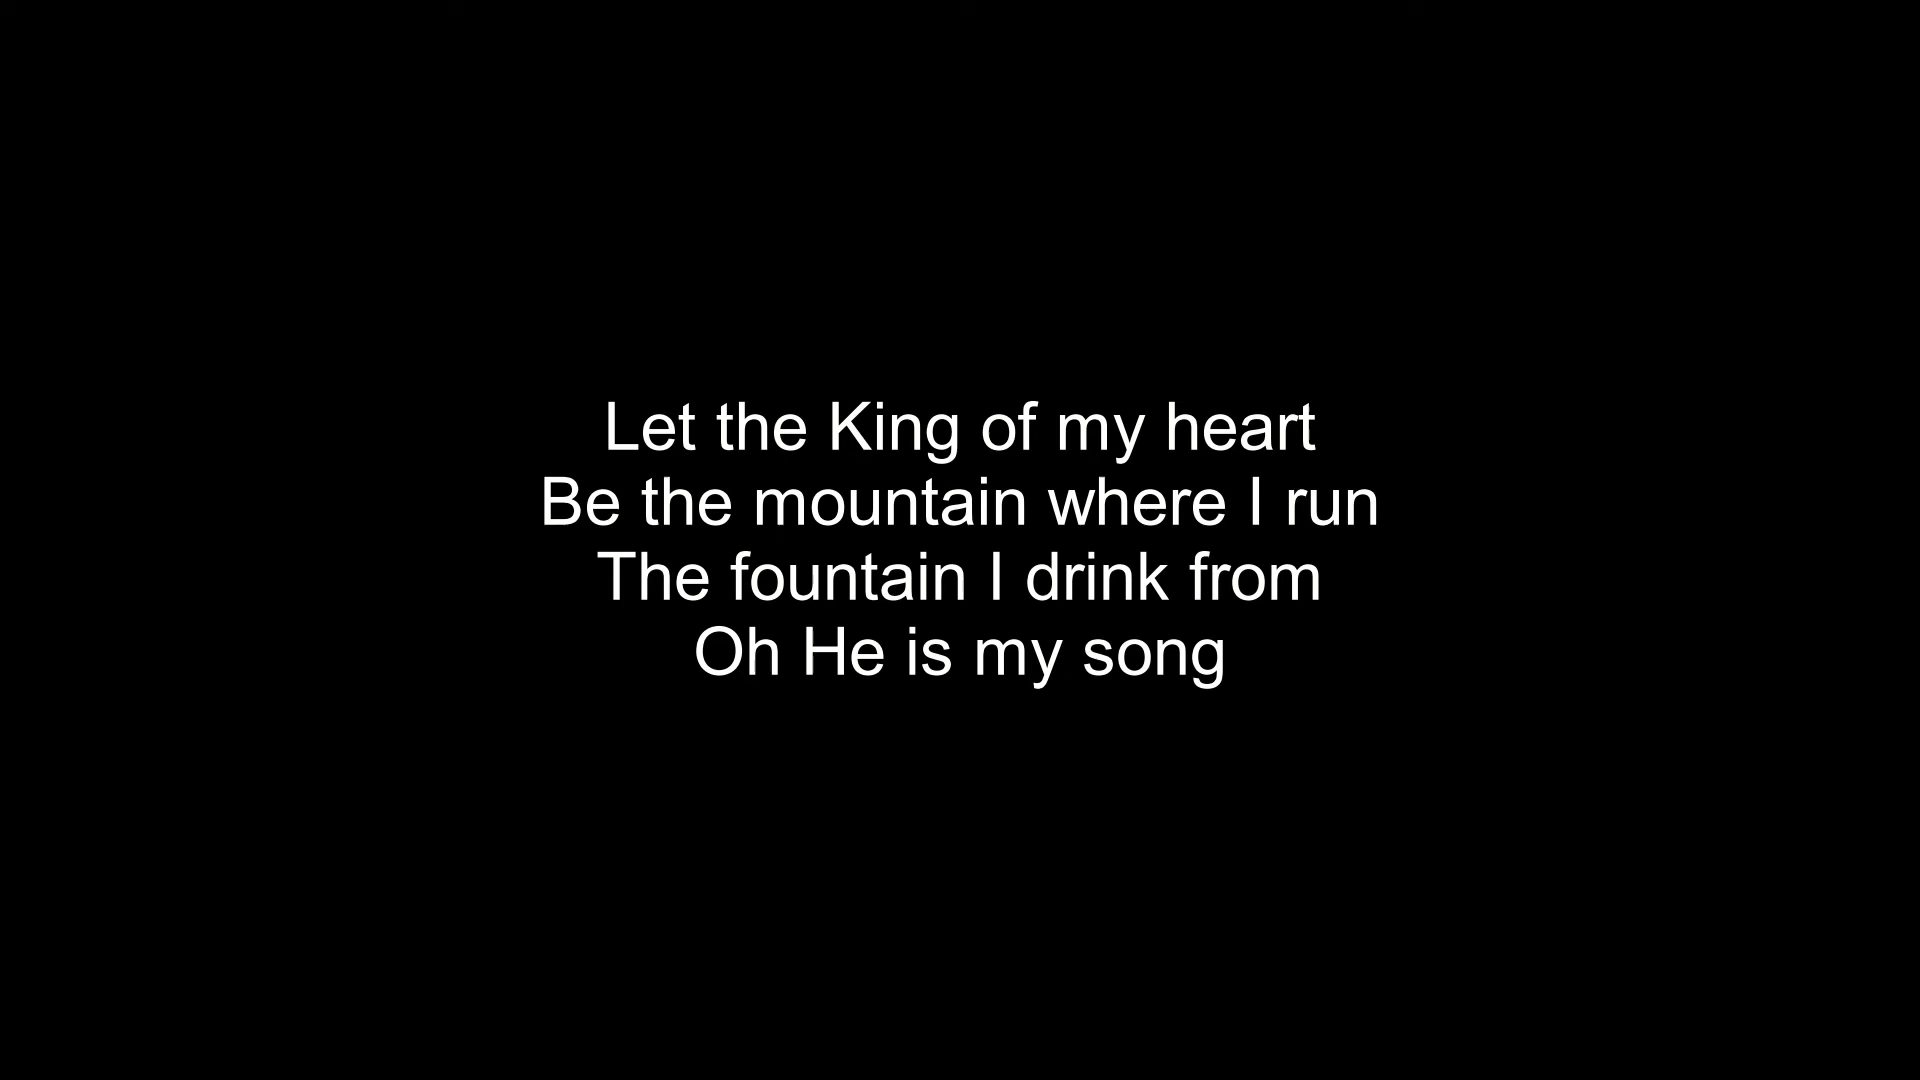 Let the King of my heart
Be the mountain where I run
The fountain I drink from
Oh He is my song